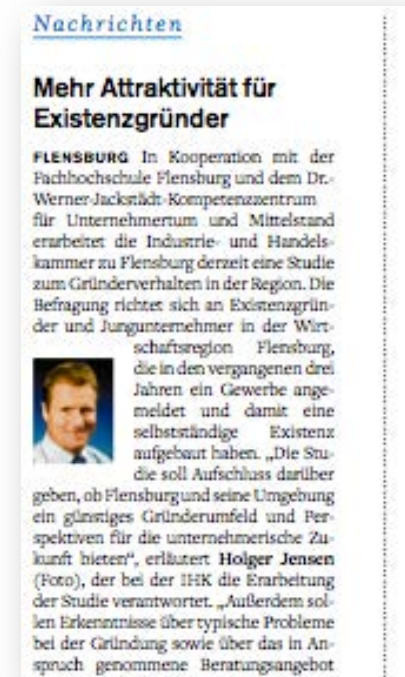 Nachrichten
Mehr Attraktivität für
Existenzgründer
FLENSBURG In Kooperation mit der
Fachhochschule Flensburg und dem Dr.-
Werner-Jackstädt-Kompetenzzentrum
für Unternehmertum und Mittelstand
erarbeitet die Industrie- und Handels-
kammer zu Flensburg derzeit eine Studie
zum Gründerverhalten in der Region. Die
Befragung richtet sich an Existenzgrün-
der und Jungunternehmer in der Wirt-
schaftsregion Flensburg,
die in den vergangenen drei
Jahren ein Gewerbe ange-
meldet und damit eine
selbstständige Existenz
aufgebaut haben. „Die Stu-
die soll Aufschluss darüber
geben, ob Flensburg und seine Umgebung
ein günstiges Gründerumfeld und Per-
spektiven für die unternehmerische Zu-
kunft bieten“, erläutert Holger Jensen
(Foto), der bei der IHK die Erarbeitung
der Studie verantwortet. „Außerdem sol-
len Erkenntnisse über typische Probleme
bei der Gründung sowie über das in An-
spruch genommene Beratungsangebot